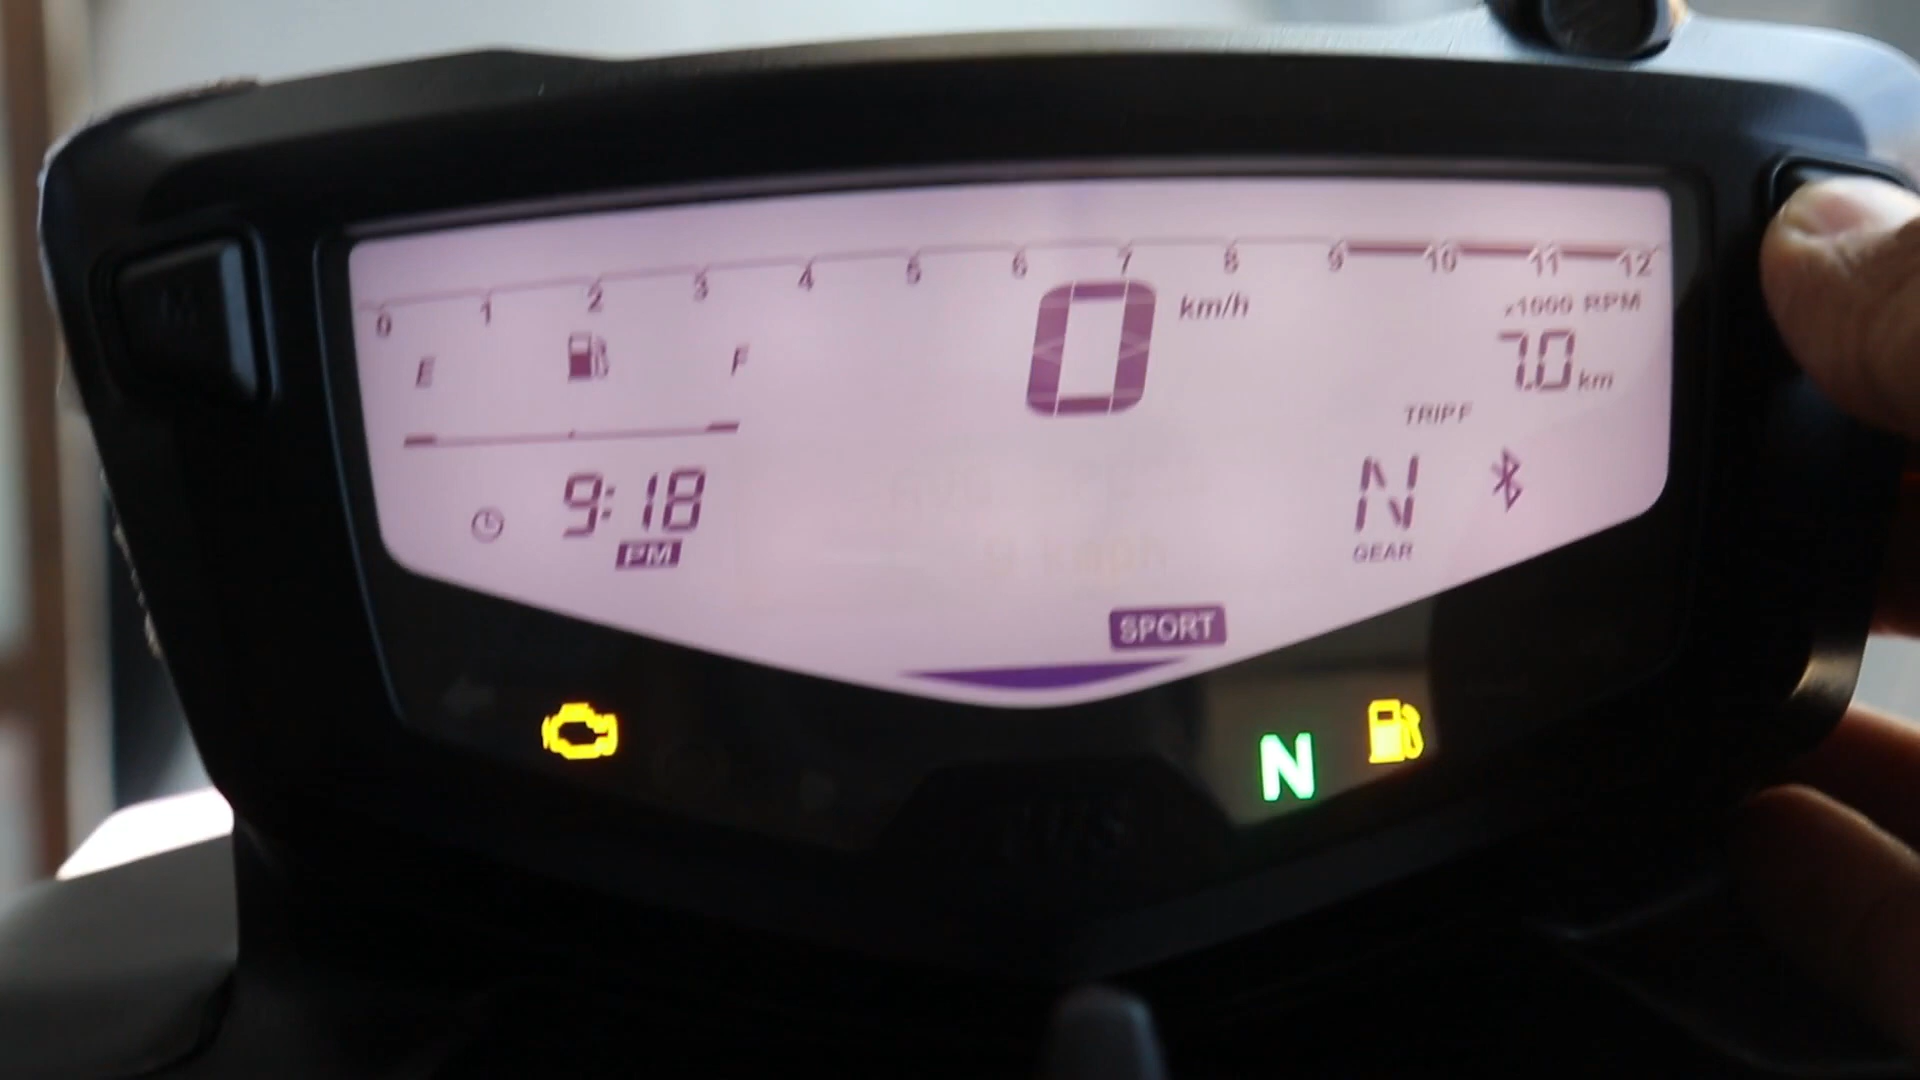 0 1 2 3 4 5 6 7 8 9 10 11 12
x1000 RPM
E F
0 km/h
7.0 km
TRIP F
9:18
PM
N
GEAR
SPORT
N
TVS